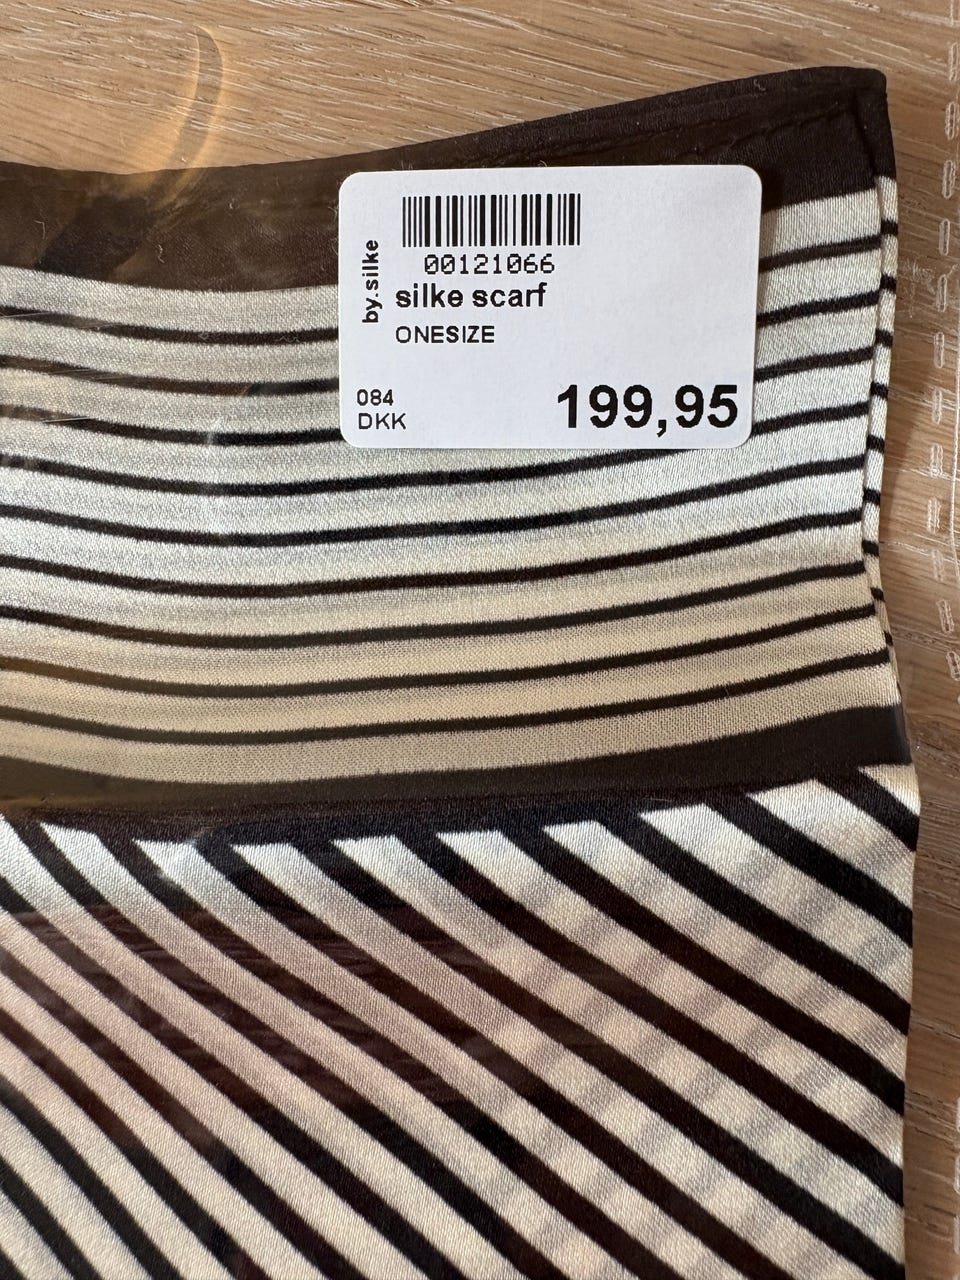 by.silke
00121066
silke scarf
ONESIZE
084
DKK
199,95